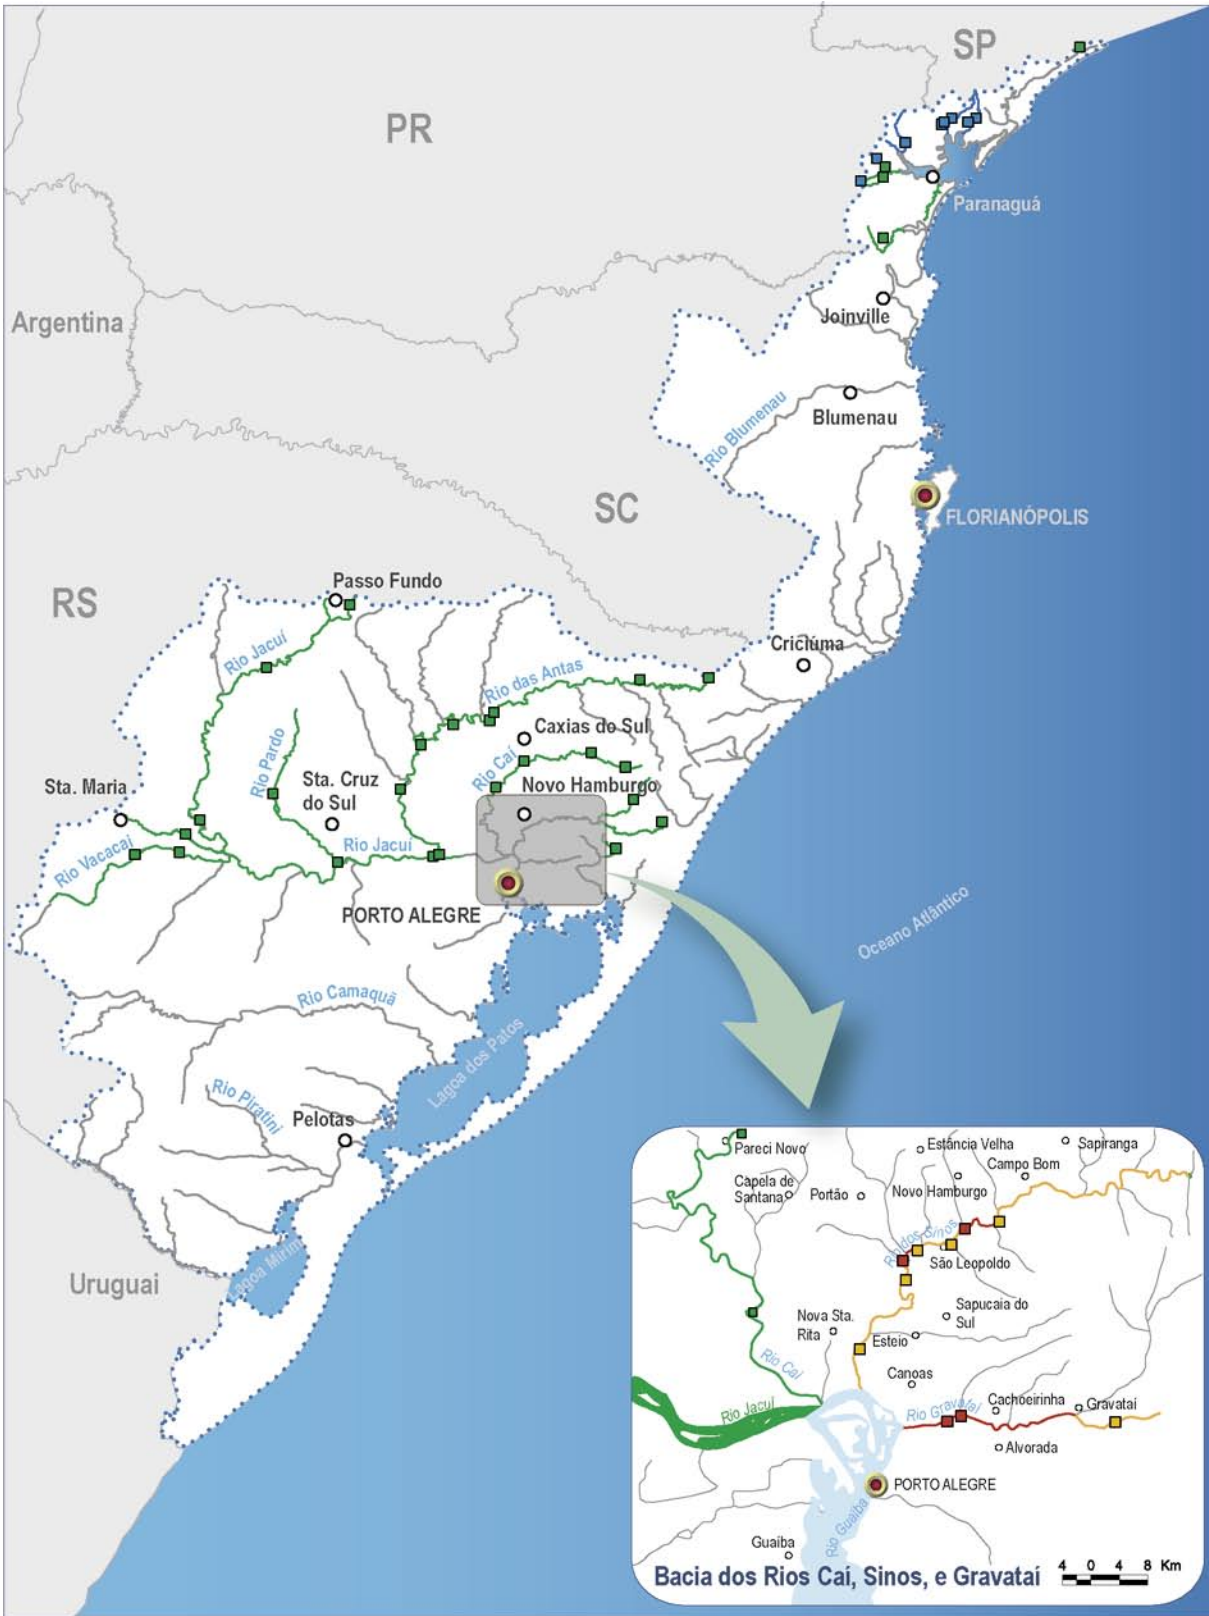 SP
PR
Paranaguá
Argentina
Joinville
Rio Blumenau
Blumenau
SC
FLORIANÓPOLIS
RS
Passo Fundo
Rio Jacuí
Criciúma
Rio das Antas
Caxias do Sul
Rio Pardo
Rio Caí
Sta. Maria
Sta. Cruz
do Sul
Novo Hamburgo
Rio Vacacaí
Rio Jacuí
PORTO ALEGRE
Oceano Atlântico
Rio Camaquã
Lagoa dos Patos
Rio Piratini
Pelotas
Uruguai
Lagoa Mirim
Pareci Novo
Estância Velha
Sapiranga
Campo Bom
Capela de
Santana
Portão
Novo Hamburgo
Rio dos Sinos
São Leopoldo
Nova Sta.
Rita
Sapucaia do
Sul
Esteio
Rio Caí
Canoas
Rio Jacuí
Rio Gravataí
Cachoeirinha
Gravataí
Alvorada
PORTO ALEGRE
Rio Guaíba
Guaíba
Bacia dos Rios Caí, Sinos, e Gravataí
4 0 4 8 Km